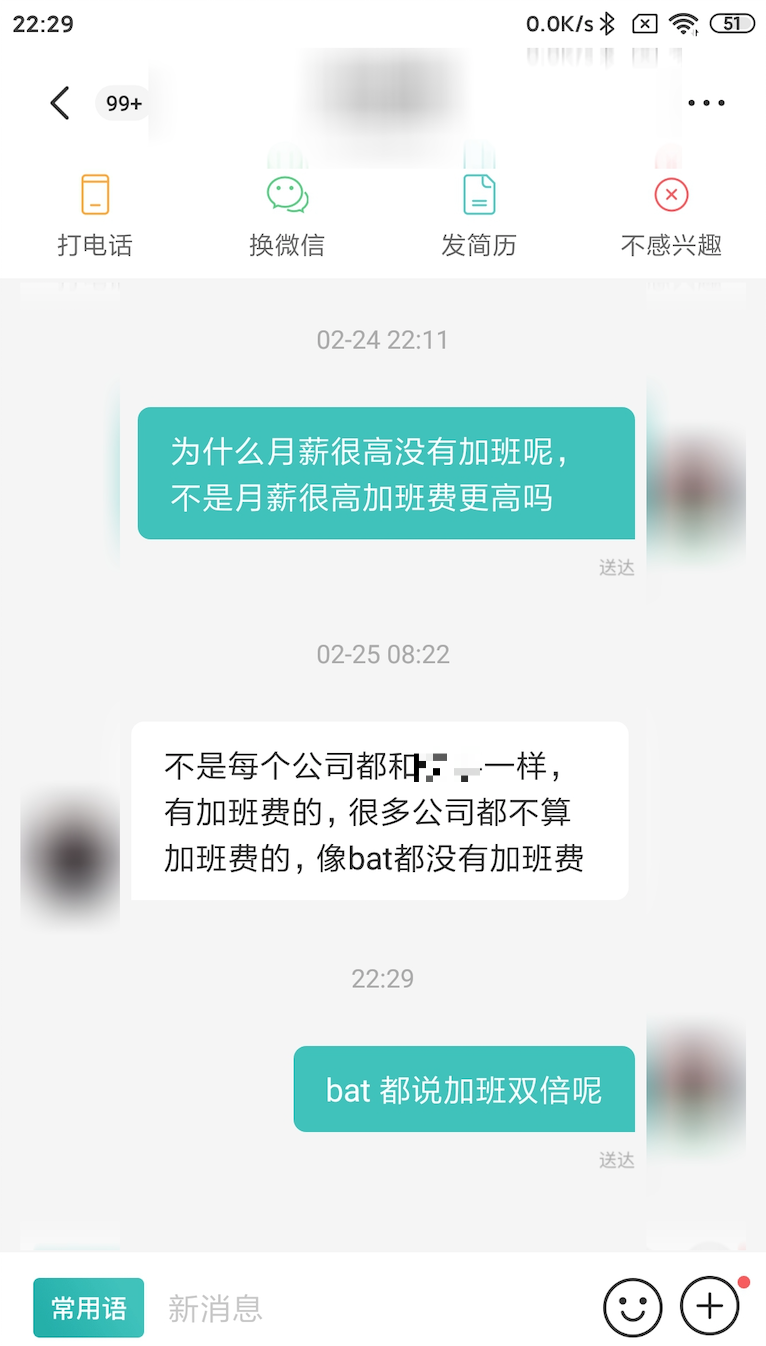 22:29
0.0K/s
51
99+
打电话
换微信
发简历
不感兴趣
02-24 22:11
为什么月薪很高没有加班呢,
不是月薪很高加班费更高吗
送达
02-25 08:22
不是每个公司都和一样,
有加班费的, 很多公司都不算
加班费的, 像bat都没有加班费
22:29
bat 都说加班双倍呢
送达
常用语
新消息